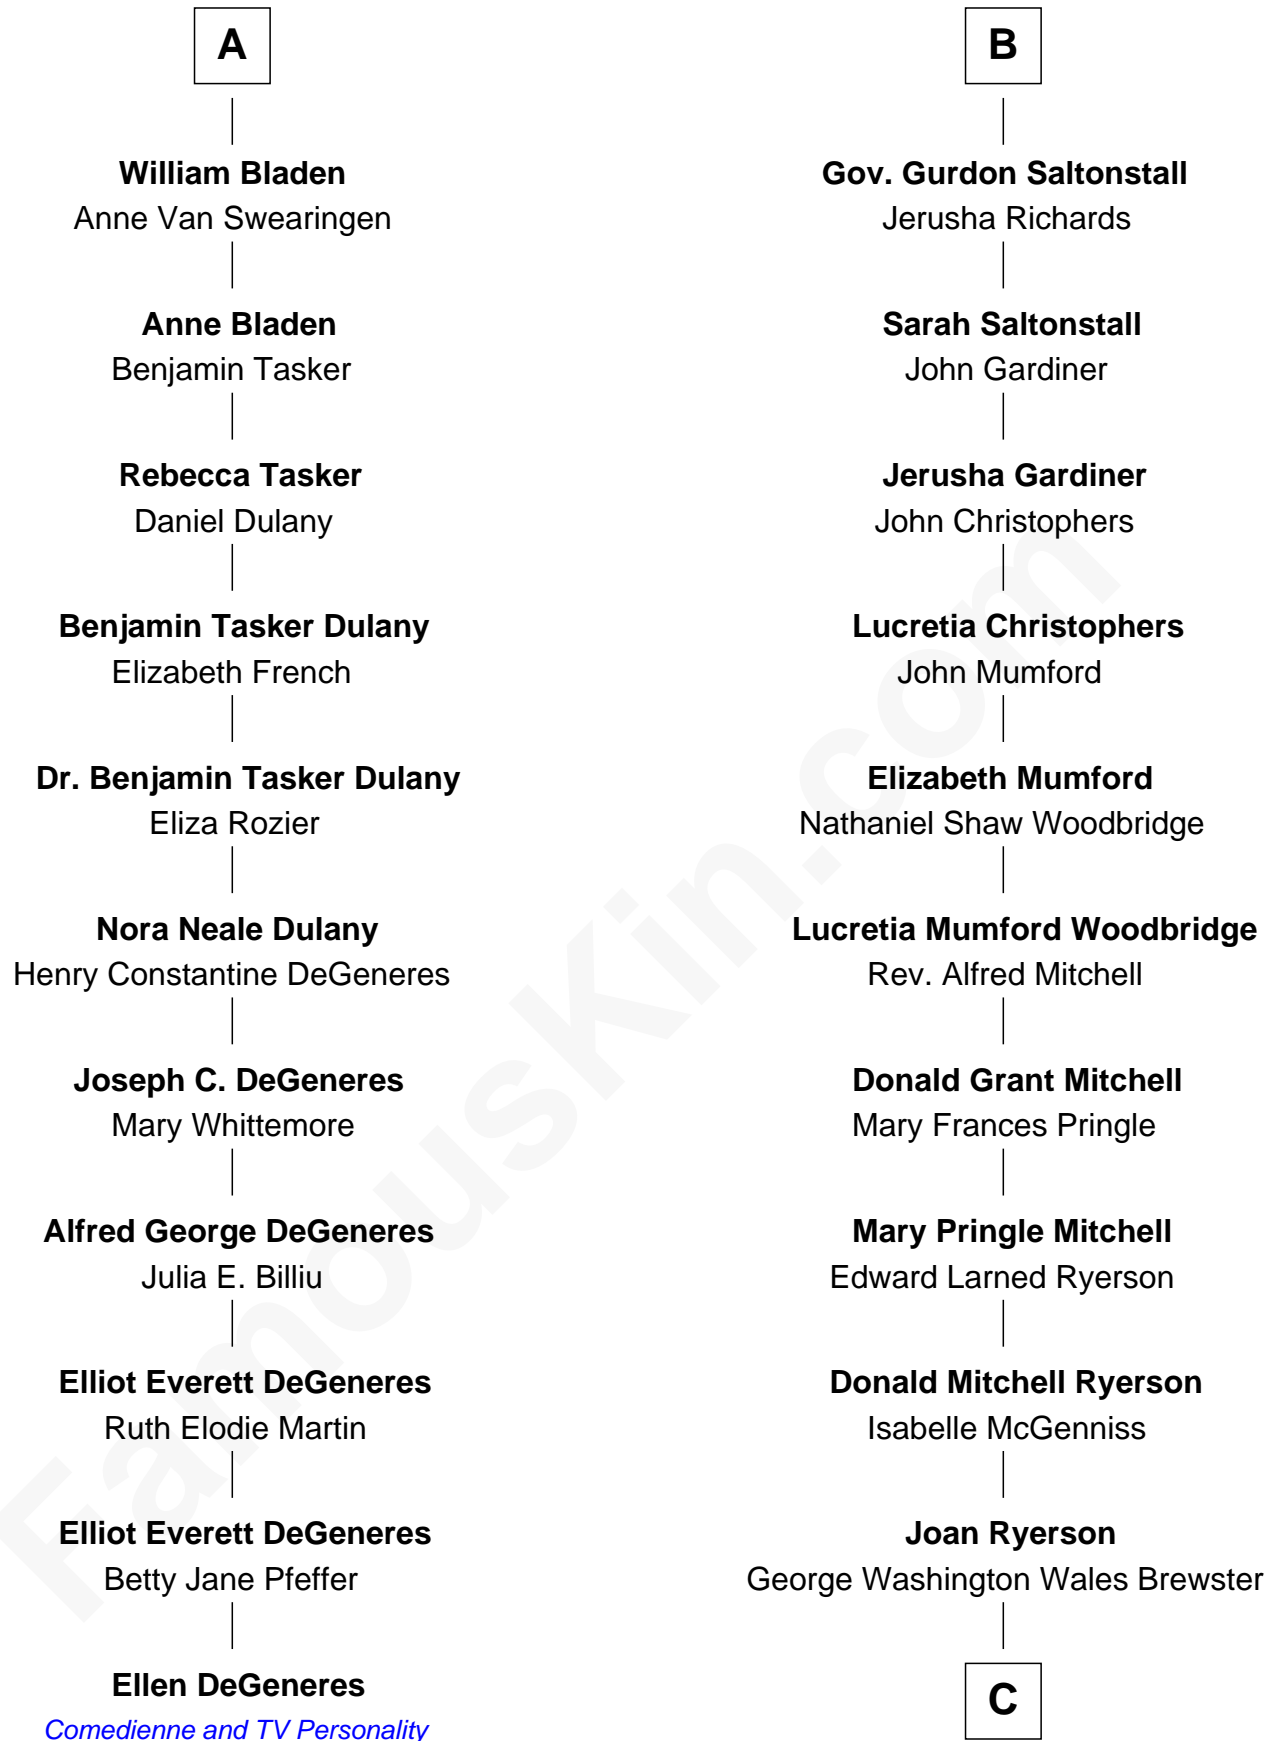 A
William Bladen
Anne Van Swearingen
Anne Bladen
Benjamin Tasker
Rebecca Tasker
Daniel Dulany
Benjamin Tasker Dulany
Elizabeth French
Dr. Benjamin Tasker Dulany
Eliza Rozier
Nora Neale Dulany
Henry Constantine DeGeneres
Joseph C. DeGeneres
Mary Whittemore
Alfred George DeGeneres
Julia E. Billiu
Elliot Everett DeGeneres
Ruth Elodie Martin
Elliot Everett DeGeneres
Betty Jane Pfeffer
Ellen DeGeneres
Comedienne and TV Personality
B
Gov. Gurdon Saltonstall
Jerusha Richards
Sarah Saltonstall
John Gardiner
Jerusha Gardiner
John Christophers
Lucretia Christophers
John Mumford
Elizabeth Mumford
Nathaniel Shaw Woodbridge
Lucretia Mumford Woodbridge
Rev. Alfred Mitchell
Donald Grant Mitchell
Mary Frances Pringle
Mary Pringle Mitchell
Edward Larned Ryerson
Donald Mitchell Ryerson
Isabelle McGenniss
Joan Ryerson
George Washington Wales Brewster
C
FamousKin.com